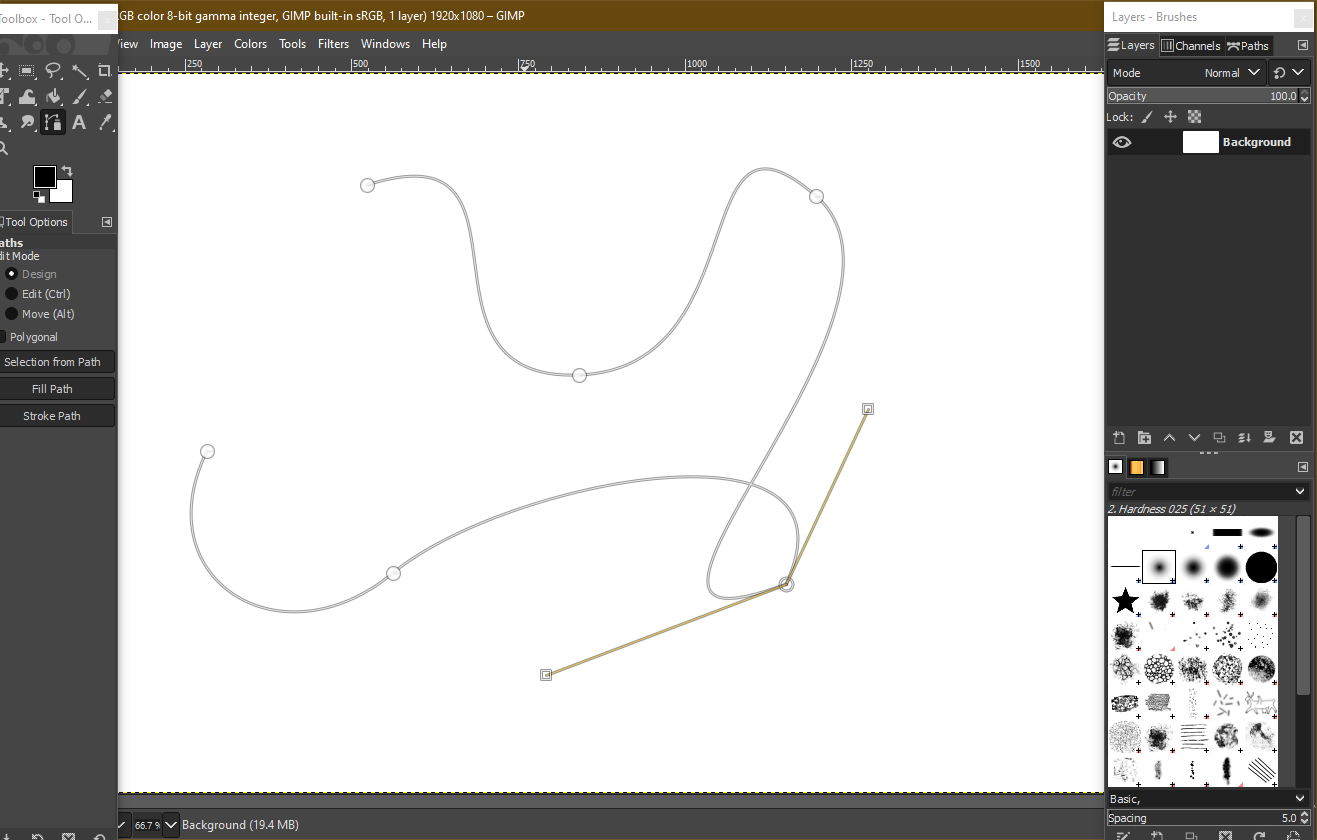 Toolbox - Tool O...
RGB color 8-bit gamma integer, GIMP built-in sRGB, 1 layer) 1920x1080 – GIMP
Layers - Brushes
View Image Layer Colors Tools Filters Windows Help
Layers Channels Paths
250 500 750 1000 1250 1500
Mode Normal
Opacity 100.0
Lock:
Background
A
Tool Options
aths
dit Mode
Design
Edit (Ctrl)
Move (Alt)
Polygonal
Selection from Path
Fill Path
Stroke Path
filter
2. Hardness 025 (51 × 51)
Basic,
Spacing 5.0
66.7 %
Background (19.4 MB)